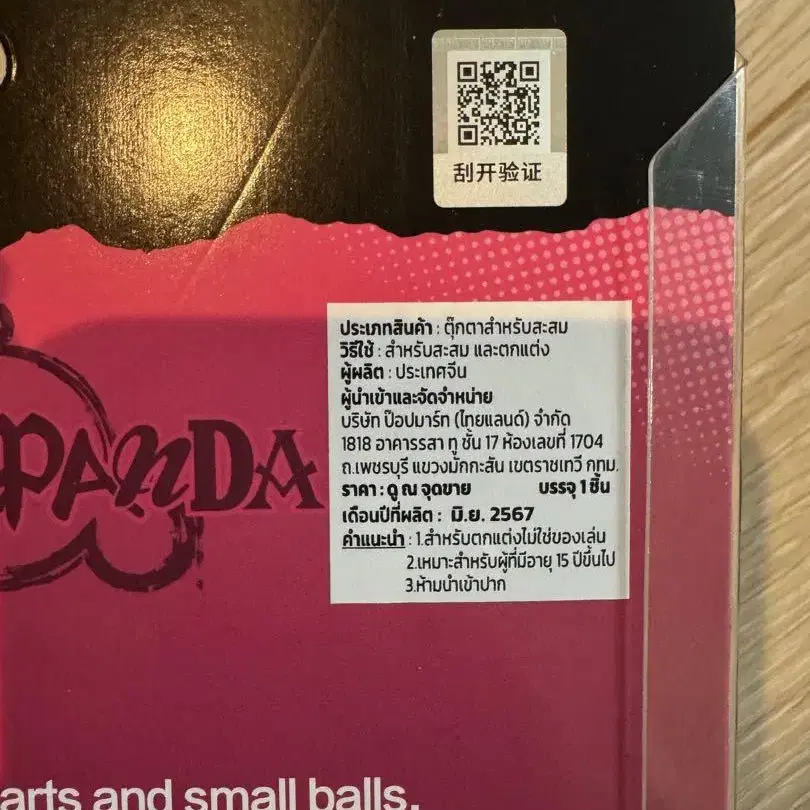 刮开验证
ประเภทสินค้า : ตุ๊กตาสำหรับสะสม
วิธีใช้ : สำหรับสะสม และตกแต่ง
ผู้ผลิต : ประเทศจีน
ผู้นำเข้าและจัดจำหน่าย
บริษัท ป๊อปมาร์ท (ไทยแลนด์) จำกัด
1818 อาคารรสา ทู ชั้น 17 ห้องเลขที่ 1704
ถ.เพชรบุรี แขวงมักกะสัน เขตราชเทวี กทม.
ราคา : ดู ณ จุดขาย บรรจุ 1 ชิ้น
เดือนปีที่ผลิต : มิ.ย. 2567
คำแนะนำ : 1.สำหรับตกแต่งไม่ใช่ของเล่น
2.เหมาะสำหรับผู้ที่มีอายุ 15 ปีขึ้นไป
3.ห้ามนำเข้าปาก
PANDA
arts and small balls.